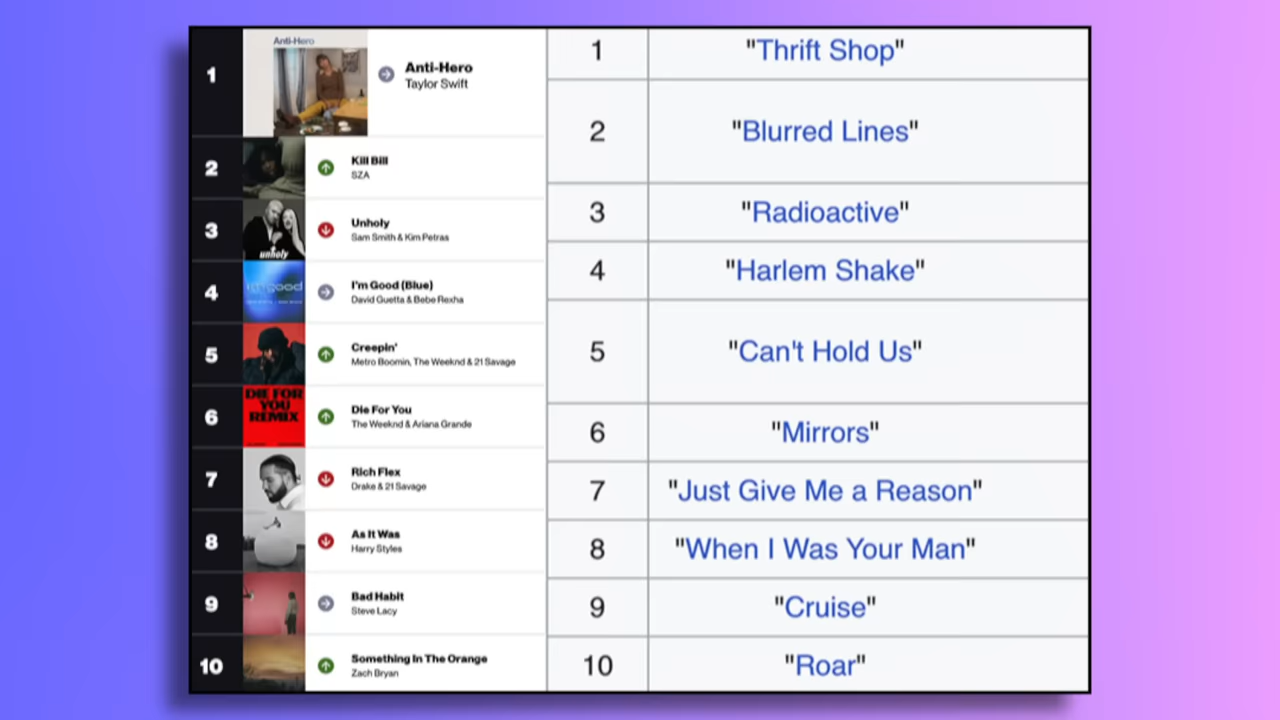 1
Anti-Hero
Anti-Hero
Taylor Swift
2
Kill Bill
SZA
3
unholy
Unholy
Sam Smith & Kim Petras
4
i'm good
I'm Good (Blue)
David Guetta & Bebe Rexha
5
Creepin'
Metro Boomin, The Weeknd & 21 Savage
6
DIE FOR
YOU
REMIX
Die For You
The Weeknd & Ariana Grande
7
Rich Flex
Drake & 21 Savage
8
As It Was
Harry Styles
9
Bad Habit
Steve Lacy
10
Something In The Orange
Zach Bryan
1 "Thrift Shop"
2 "Blurred Lines"
3 "Radioactive"
4 "Harlem Shake"
5 "Can't Hold Us"
6 "Mirrors"
7 "Just Give Me a Reason"
8 "When I Was Your Man"
9 "Cruise"
10 "Roar"